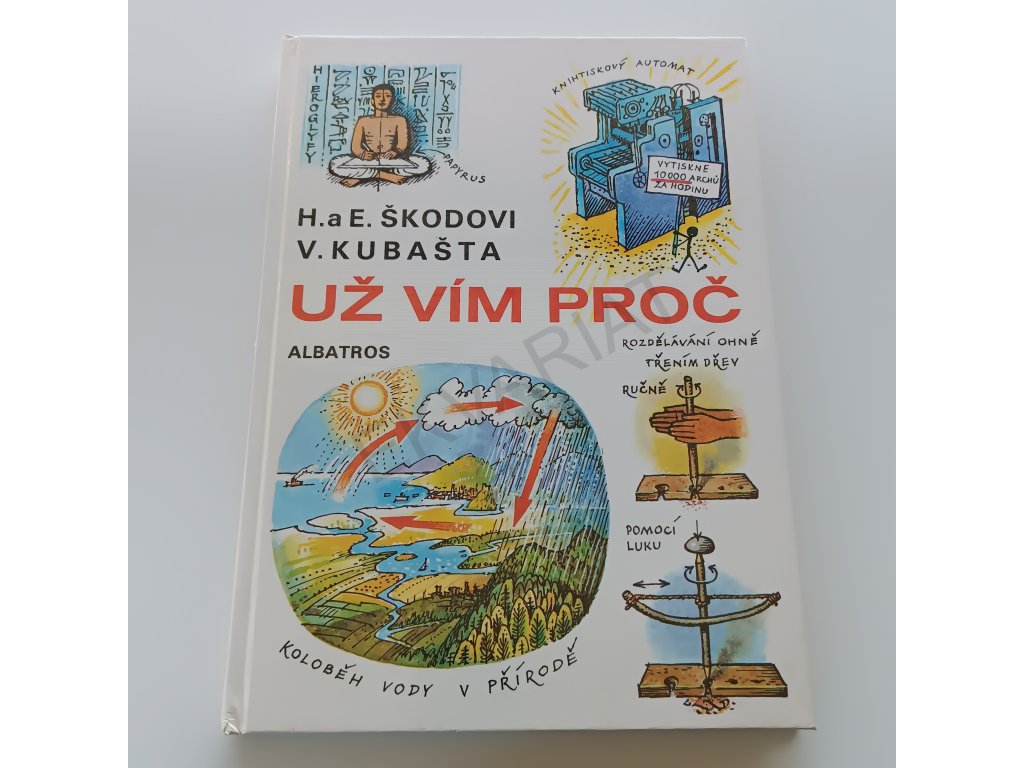 HIEROGLYFY
PAPYRUS
KNIHTISKOVÝ AUTOMAT
VYTISKNE
10000 ARCHŮ
ZA HODINU
H. a E. ŠKODOVI
V. KUBAŠTA
UŽ VÍM PROČ
ALBATROS
ROZDĚLÁVÁNÍ OHNĚ
TŘENÍM DŘEV
RUČNĚ
POMOCÍ
LUKU
KOLOBĚH VODY V PŘÍRODĚ
KVARIAT